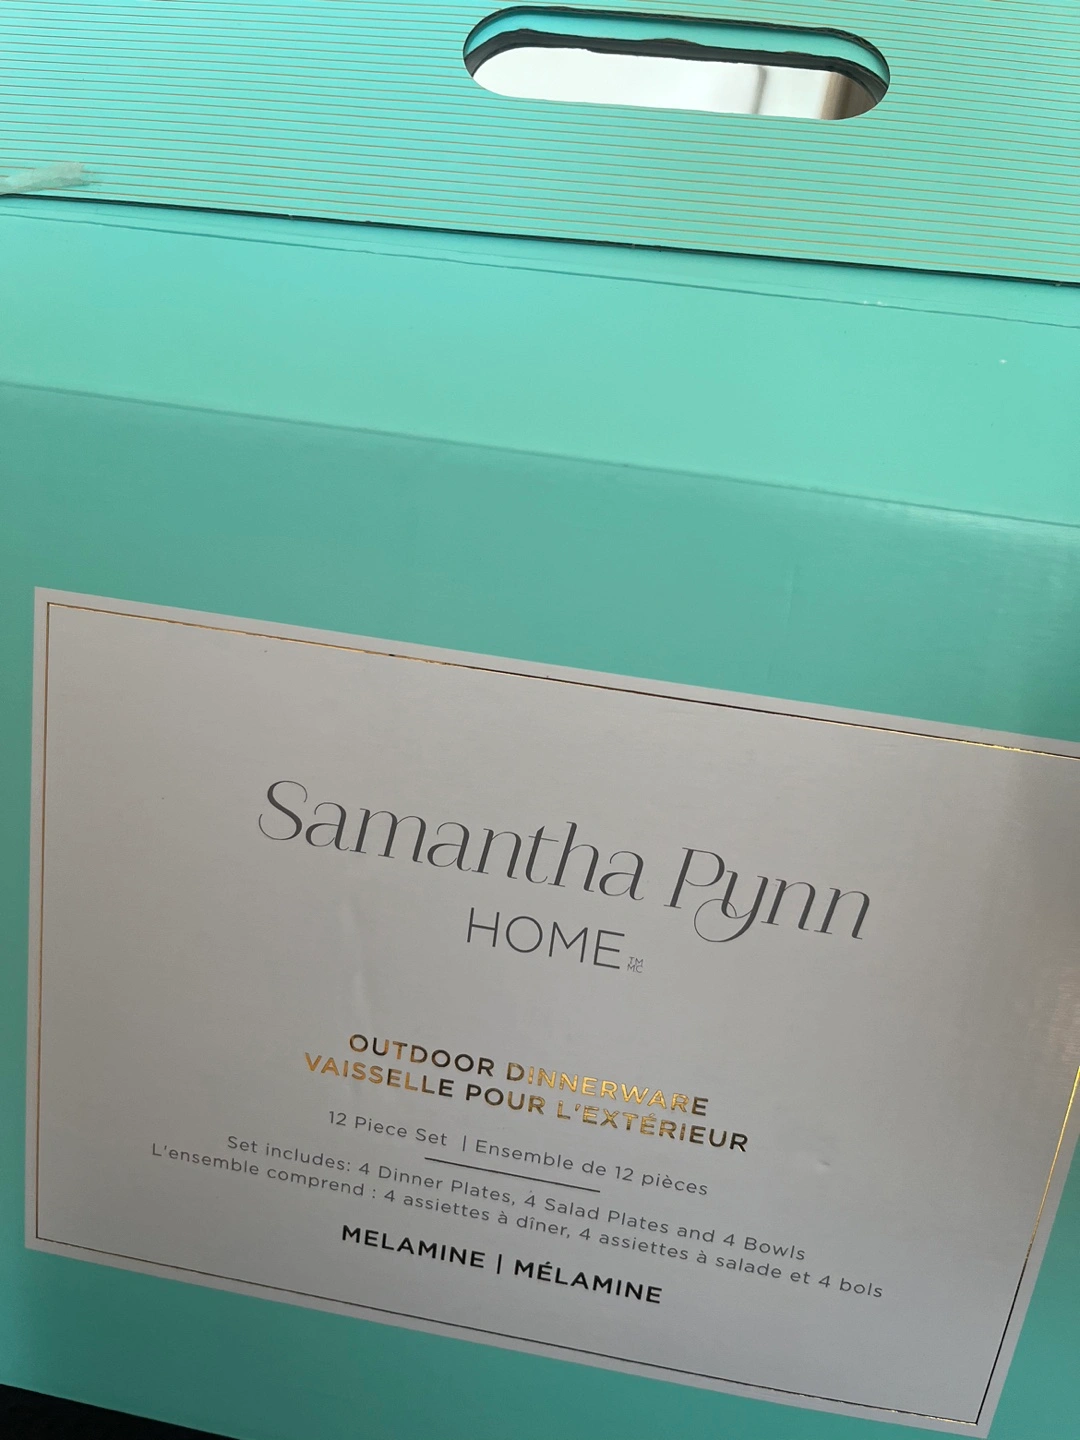 Samantha Pynn
HOME TM MC
OUTDOOR DINNERWARE
VAISSELLE POUR L'EXTÉRIEUR
12 Piece Set | Ensemble de 12 pièces
Set includes: 4 Dinner Plates, 4 Salad Plates and 4 Bowls
L'ensemble comprend : 4 assiettes à dîner, 4 assiettes à salade et 4 bols
MELAMINE | MÉLAMINE